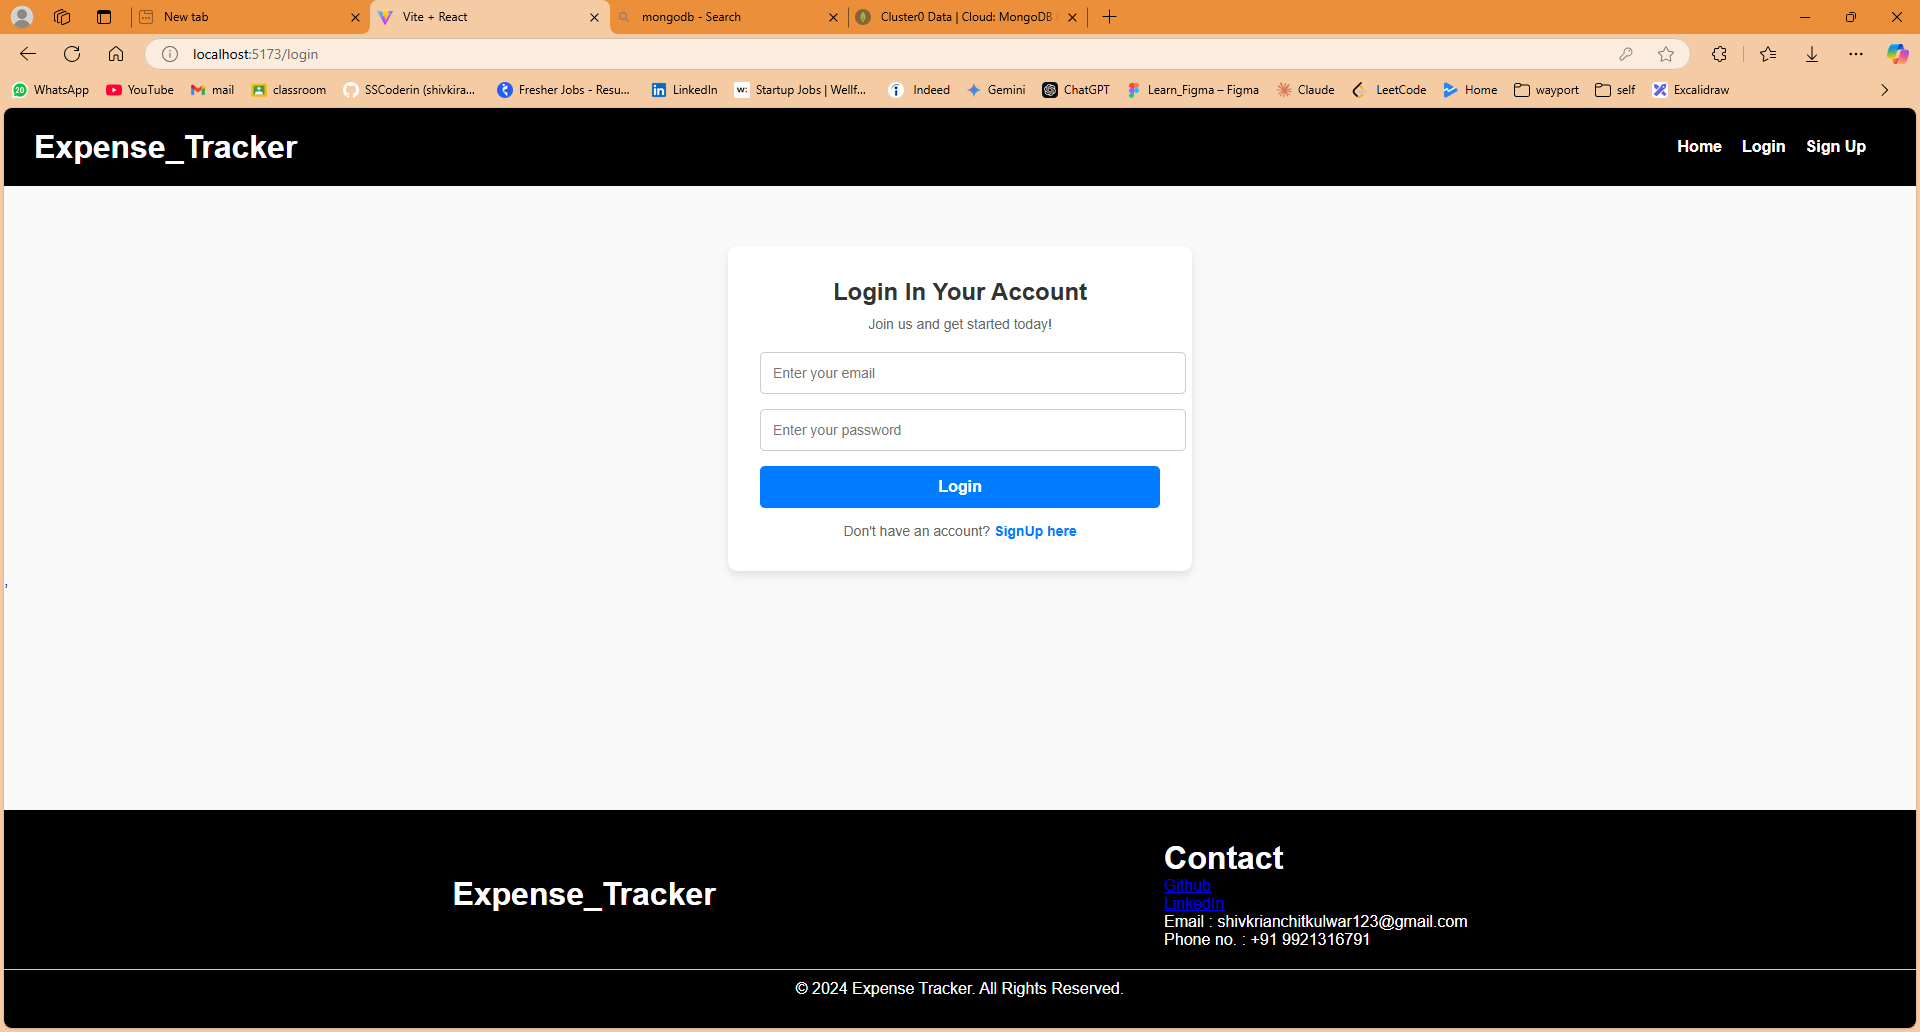 New tab
Vite + React
mongodb - Search
Cluster0 Data | Cloud: MongoDB
localhost:5173/login
20 WhatsApp
YouTube
mail
classroom
SSCoderin (shivkira...
Fresher Jobs - Resu...
LinkedIn
w: Startup Jobs | Wellf...
Indeed
Gemini
ChatGPT
Learn_Figma – Figma
Claude
LeetCode
Home
wayport
self
Excalidraw
Expense_Tracker
Home Login Sign Up
Login In Your Account
Join us and get started today!
Enter your email
Enter your password
Login
Don't have an account? SignUp here
,
Expense_Tracker
Contact
Github
LinkedIn
Email : shivkrianchitkulwar123@gmail.com
Phone no. : +91 9921316791
© 2024 Expense Tracker. All Rights Reserved.